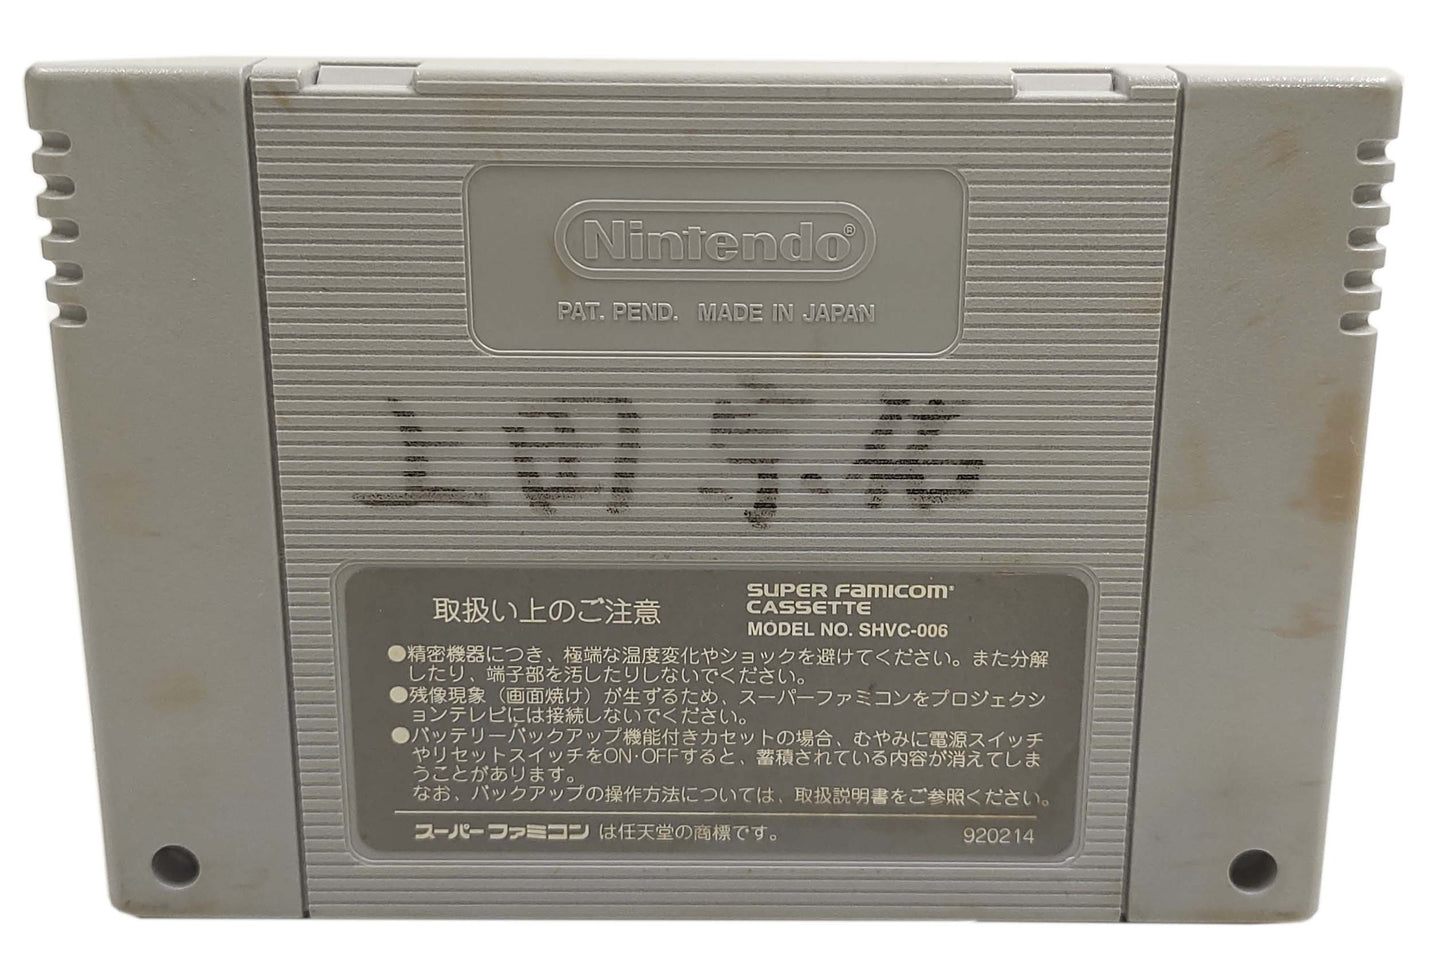 Nintendo®
PAT. PEND. MADE IN JAPAN
取扱い上のご注意
SUPER FAMICOM
CASSETTE
MODEL NO. SHVC-006
●精密機器につき、極端な温度変化やショックを避けてください。また分解
したり、端子部を汚したりしないでください。
●残像現象（画面焼け）が生ずるため、スーパーファミコンをプロジェクシ
ョンテレビには接続しないでください。
●バッテリーバックアップ機能付きカセットの場合、むやみに電源スイッチ
やリセットスイッチをON・OFFすると、蓄積されている内容が消えてしま
うことがあります。
なお、バックアップの操作方法については、取扱説明書をご参照ください。
スーパーファミコン は任天堂の商標です。
920214